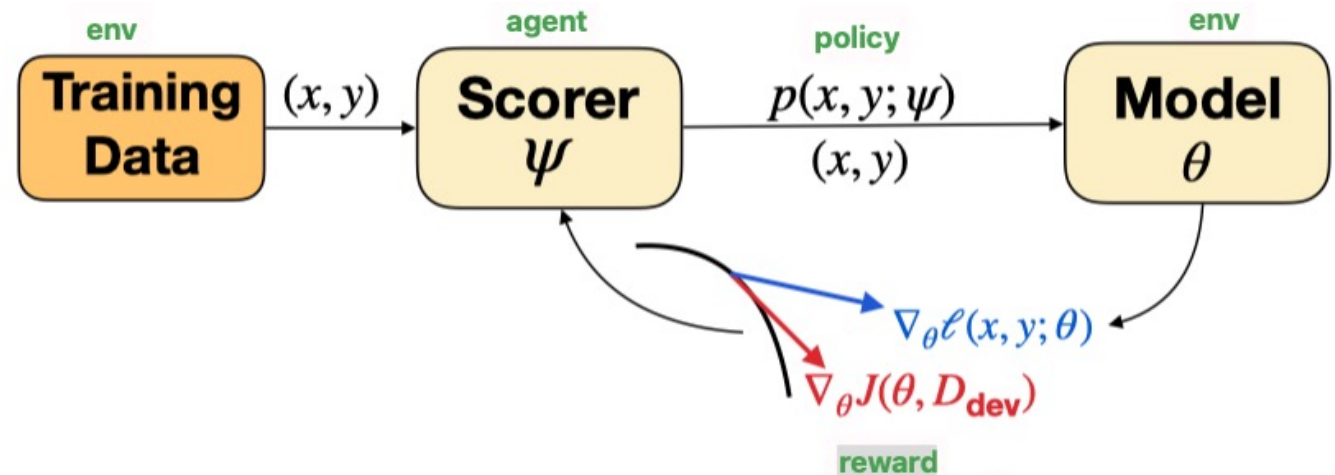 env
agent
policy
env
Training
Data
(x, y)
Scorer
ψ
p(x, y; ψ)
(x, y)
Model
θ
∇θℓ(x, y; θ)
∇θJ(θ, Ddev)
reward